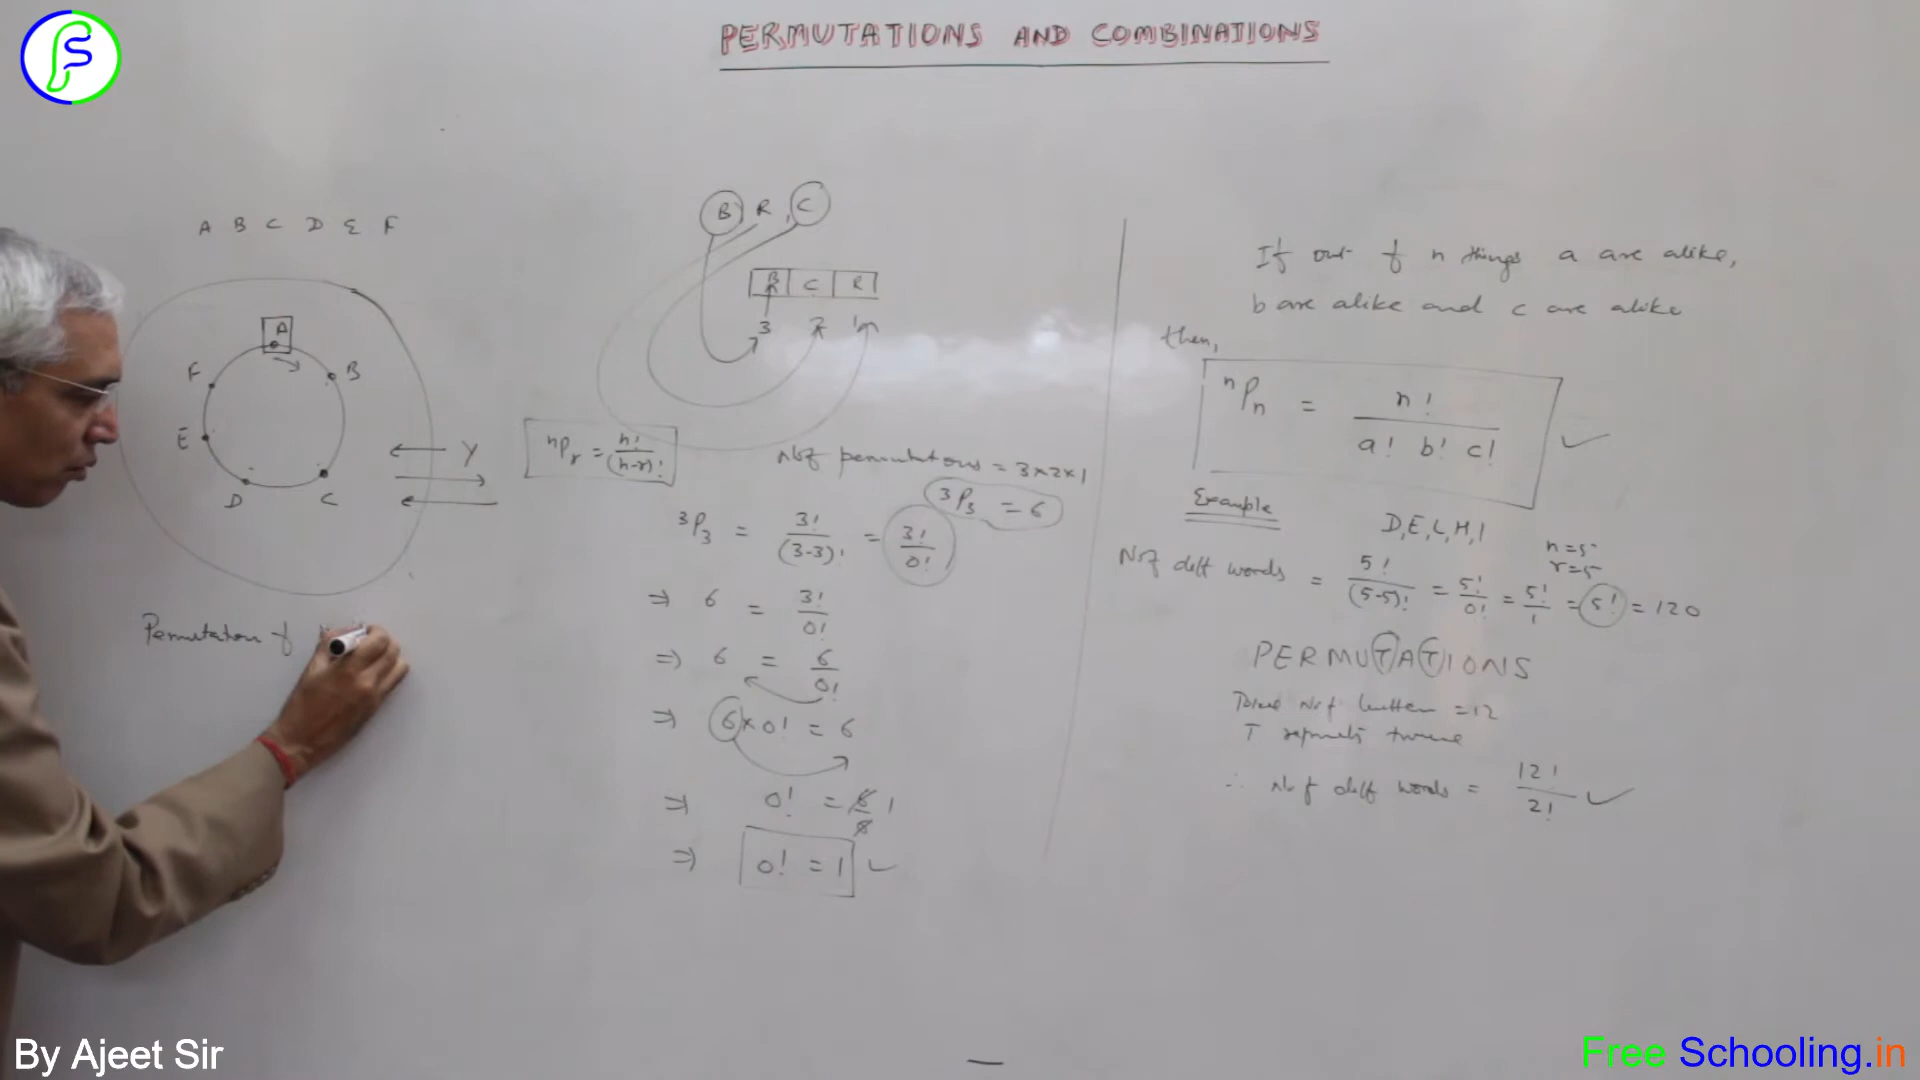 PERMUTATIONS AND COMBINATIONS
A B C D E F
A
B
C
D
E
F
Y
Permutation of
B R, C
B C R
3 2 1
ⁿPᵣ = n! / (n-r)!
No of permutations = 3×2×1
³P₃ = 6
³P₃ = 3! / (3-3)! = 3! / 0!
⇒ 6 = 3! / 0!
⇒ 6 = 6 / 0!
⇒ 6 × 0! = 6
⇒ 0! = 6 / 6 1
⇒ 0! = 1 ✓
If out of n things a are alike,
b are alike and c are alike
then,
ⁿPₙ = n! / a! b! c! ✓
Example
D, E, L, H, I
n = 5
r = 5
No of diff words = 5! / (5-5)! = 5! / 0! = 5! / 1 = 5! = 120
PERMUTATIONS
No of letters = 12
T repeats twice
∴ No of diff words = 12! / 2! ✓
By Ajeet Sir
Free Schooling.in